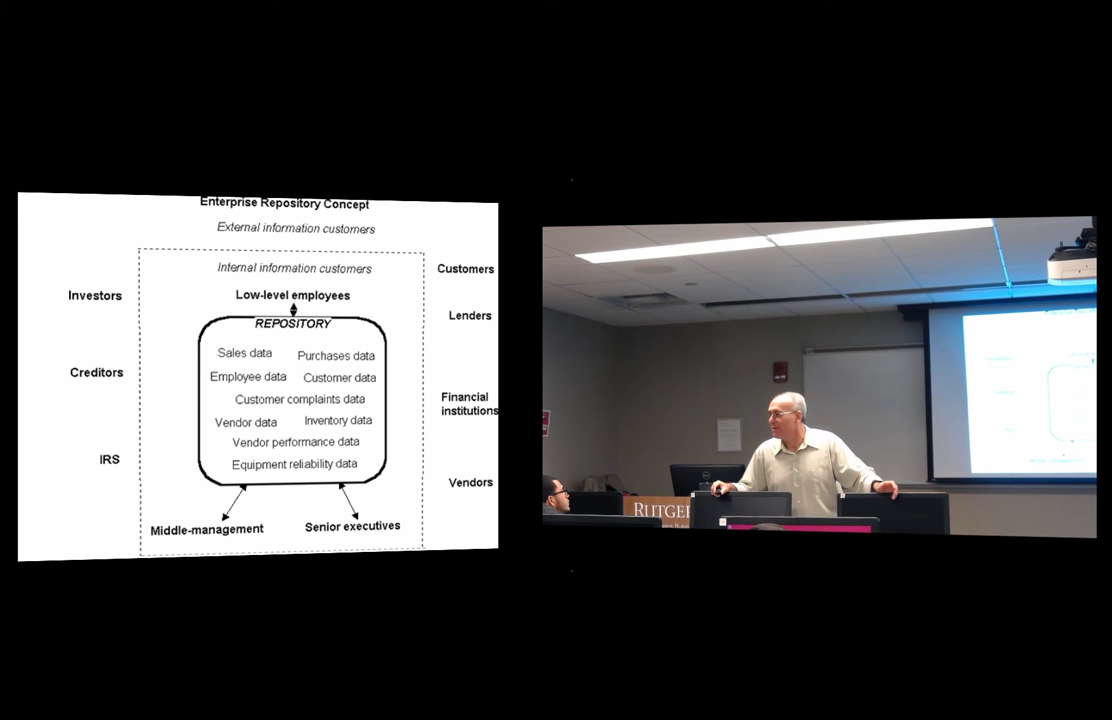 Enterprise Repository Concept
External information customers
Internal information customers
Customers
Investors
Low-level employees
Lenders
REPOSITORY
Sales data
Purchases data
Creditors
Employee data
Customer data
Customer complaints data
Financial
institutions
Vendor data
Inventory data
Vendor performance data
IRS
Equipment reliability data
Vendors
Middle-management
Senior executives
RUTGE